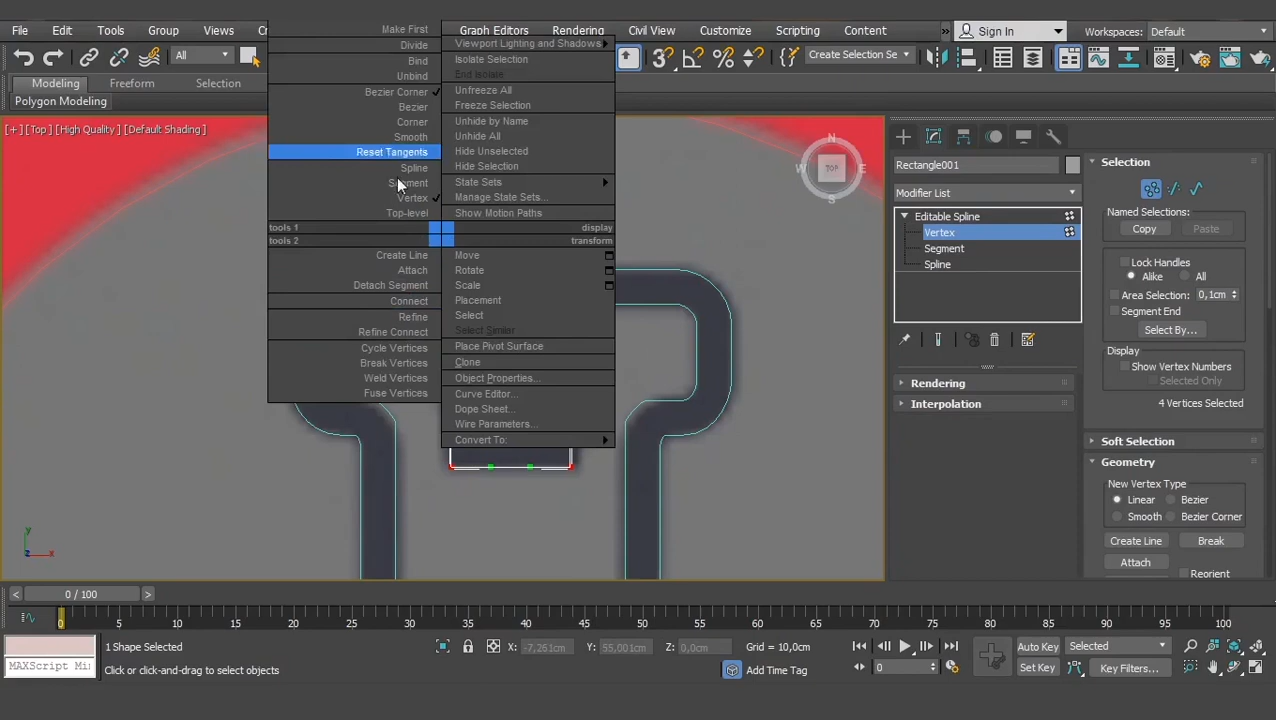 File Edit Tools Group Views Graph Editors Rendering Civil View Customize Scripting Content » Sign In Workspaces: Default
All Create Selection Se
Modeling Freeform
Polygon Modeling
[+] [Top] [High Quality] [Default Shading]
Make First
Divide
Bind
Unbind
Bezier Corner
Bezier
Corner
Smooth
Reset Tangents
Spline
Segment
Vertex
Top-level
tools 1
tools 2
Create Line
Attach
Detach Segment
Connect
Refine
Refine Connect
Cycle Vertices
Break Vertices
Weld Vertices
Fuse Vertices
Viewport Lighting and Shadows
Isolate Selection
End Isolate
Unfreeze All
Freeze Selection
Unhide by Name
Unhide All
Hide Unselected
Hide Selection
State Sets
Manage State Sets...
Show Motion Paths
display
transform
Move
Rotate
Scale
Placement
Select
Select Similar
Place Pivot Surface
Clone
Object Properties...
Curve Editor...
Dope Sheet...
Wire Parameters...
Convert To:
N
W TOP E
S
y
z x
Rectangle001
Modifier List
Editable Spline
Vertex
Segment
Spline
Rendering
Interpolation
Selection
Named Selections:
Copy Paste
Lock Handles
Alike All
Area Selection: 0,1cm
Segment End
Select By...
Display
Show Vertex Numbers
Selected Only
4 Vertices Selected
Soft Selection
Geometry
New Vertex Type
Linear Bezier
Smooth Bezier Corner
Create Line Break
Attach Reorient
< 0 / 100 >
0 5 10 15 20 25 30 35 40 45 50 55 60 65 70 75 80 85 90 95 100
1 Shape Selected X: -7,261cm Y: 55,001cm Z: 0,0cm Grid = 10,0cm Auto Key Selected
MAXScript Mi Click or click-and-drag to select objects Add Time Tag 0 Set Key Key Filters...